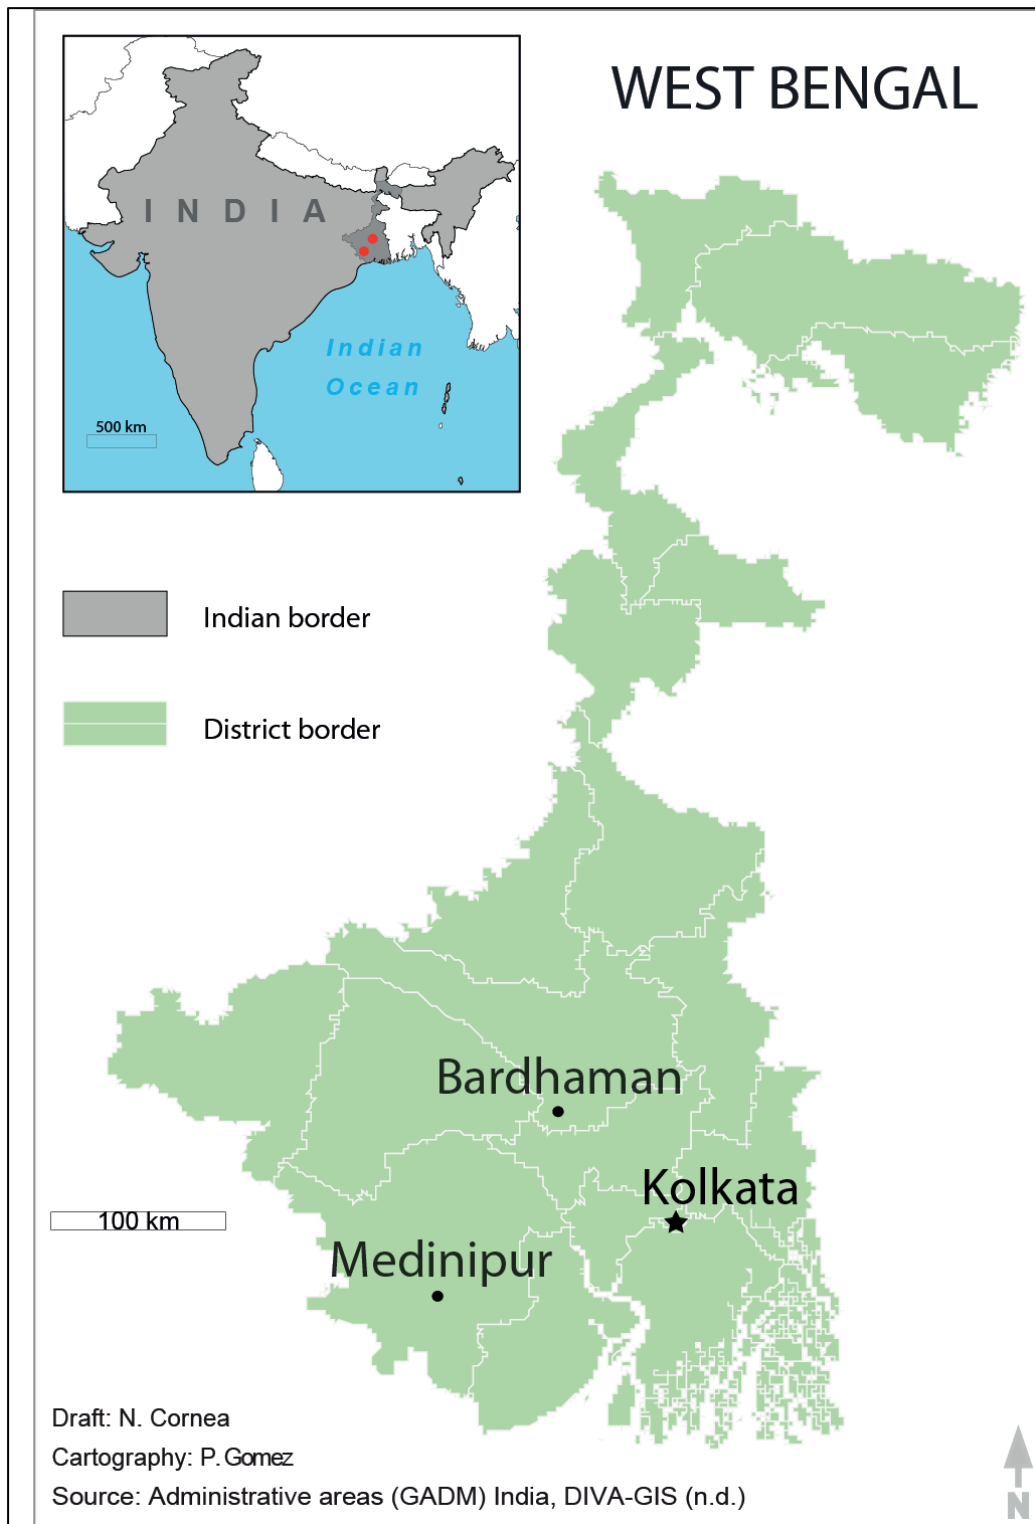 WEST BENGAL
I N D I A
Indian
Ocean
500 km
Indian border
District border
Bardhaman
Kolkata
100 km
Medinipur
Draft: N. Cornea
Cartography: P. Gomez
Source: Administrative areas (GADM) India, DIVA-GIS (n.d.)
N